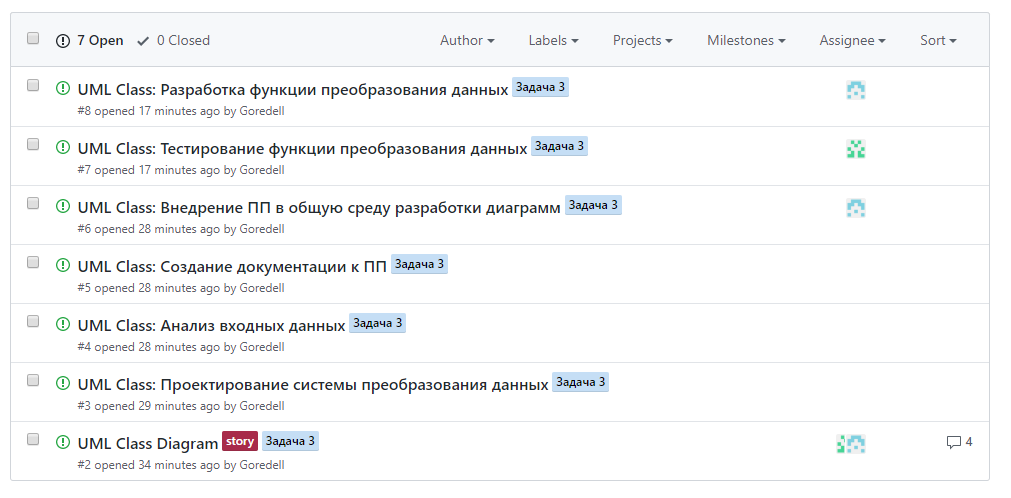 7 Open 0 Closed Author Labels Projects Milestones Assignee Sort
UML Class: Разработка функции преобразования данных Задача 3
#8 opened 17 minutes ago by Goredell
UML Class: Тестирование функции преобразования данных Задача 3
#7 opened 17 minutes ago by Goredell
UML Class: Внедрение ПП в общую среду разработки диаграмм Задача 3
#6 opened 28 minutes ago by Goredell
UML Class: Создание документации к ПП Задача 3
#5 opened 28 minutes ago by Goredell
UML Class: Анализ входных данных Задача 3
#4 opened 28 minutes ago by Goredell
UML Class: Проектирование системы преобразования данных Задача 3
#3 opened 29 minutes ago by Goredell
UML Class Diagram story Задача 3 4
#2 opened 34 minutes ago by Goredell